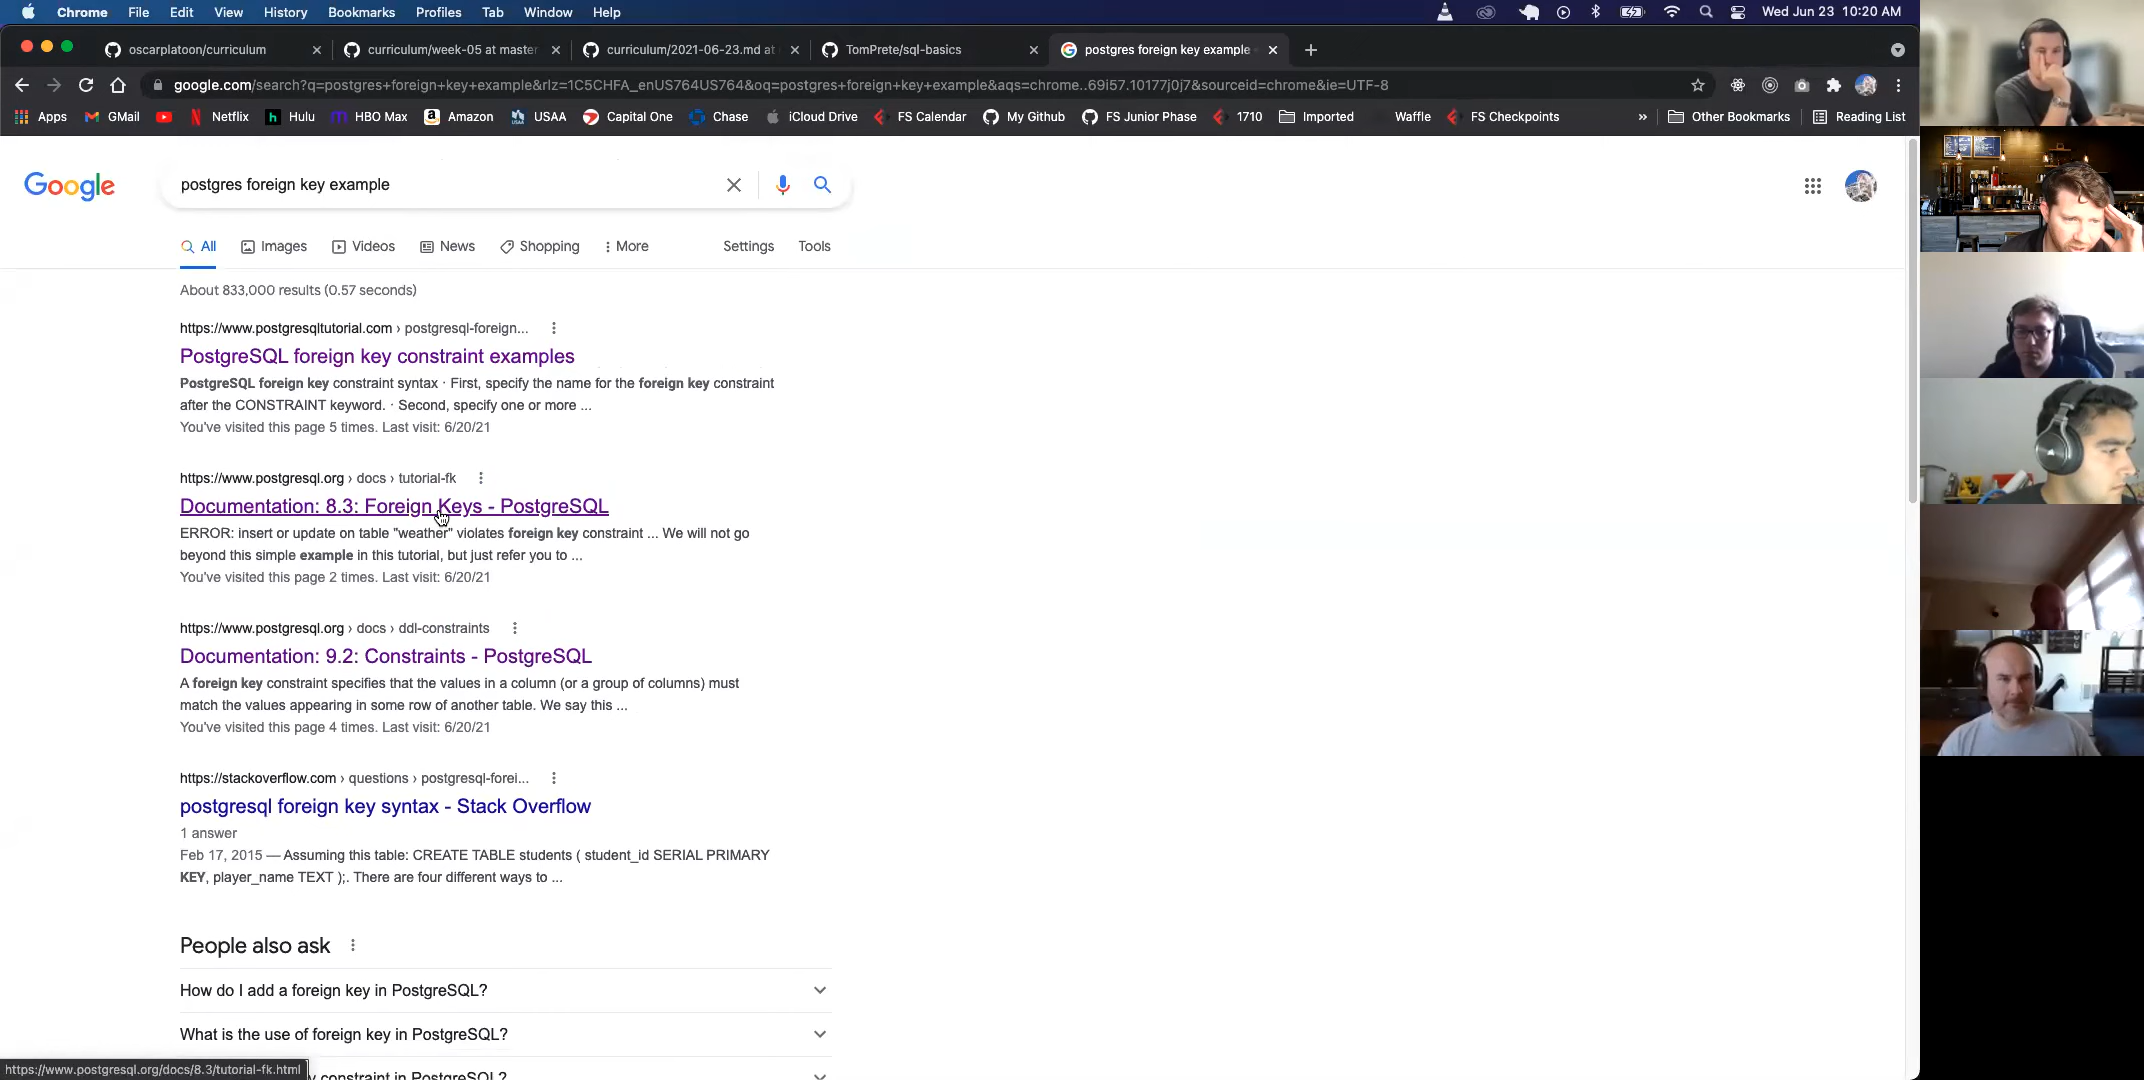 Chrome File Edit View History Bookmarks Profiles Tab Window Help Wed Jun 23 10:20 AM
oscarplatoon/curriculum curriculum/week-05 at master curriculum/2021-06-23.md at TomPrete/sql-basics postgres foreign key example
google.com/search?q=postgres+foreign+key+example&rlz=1C5CHFA_enUS764US764&oq=postgres+foreign+key+example&aqs=chrome..69i57.10177j0j7&sourceid=chrome&ie=UTF-8
Apps GMail Netflix Hulu HBO Max Amazon USAA Capital One Chase iCloud Drive FS Calendar My Github FS Junior Phase 1710 Imported Waffle FS Checkpoints » Other Bookmarks Reading List
Google postgres foreign key example
All Images Videos News Shopping More Settings Tools
About 833,000 results (0.57 seconds)
https://www.postgresqltutorial.com › postgresql-foreign...
PostgreSQL foreign key constraint examples
PostgreSQL foreign key constraint syntax · First, specify the name for the foreign key constraint
after the CONSTRAINT keyword. · Second, specify one or more ...
You've visited this page 5 times. Last visit: 6/20/21
https://www.postgresql.org › docs › tutorial-fk
Documentation: 8.3: Foreign Keys - PostgreSQL
ERROR: insert or update on table "weather" violates foreign key constraint ... We will not go
beyond this simple example in this tutorial, but just refer you to ...
You've visited this page 2 times. Last visit: 6/20/21
https://www.postgresql.org › docs › ddl-constraints
Documentation: 9.2: Constraints - PostgreSQL
A foreign key constraint specifies that the values in a column (or a group of columns) must
match the values appearing in some row of another table. We say this ...
You've visited this page 4 times. Last visit: 6/20/21
https://stackoverflow.com › questions › postgresql-forei...
postgresql foreign key syntax - Stack Overflow
1 answer
Feb 17, 2015 — Assuming this table: CREATE TABLE students ( student_id SERIAL PRIMARY
KEY, player_name TEXT );. There are four different ways to ...
People also ask
How do I add a foreign key in PostgreSQL?
What is the use of foreign key in PostgreSQL?
https://www.postgresql.org/docs/8.3/tutorial-fk.html
constraint in PostgreSQL?